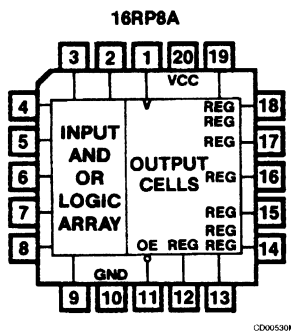 16RP8A
3 2 1 20 19
VCC
4 REG 18
REG
5 INPUT AND OR LOGIC ARRAY REG 17
6 OUTPUT CELLS REG 16
7 REG 15
REG
8 OE REG REG 14
GND
9 10 11 12 13
CD00530